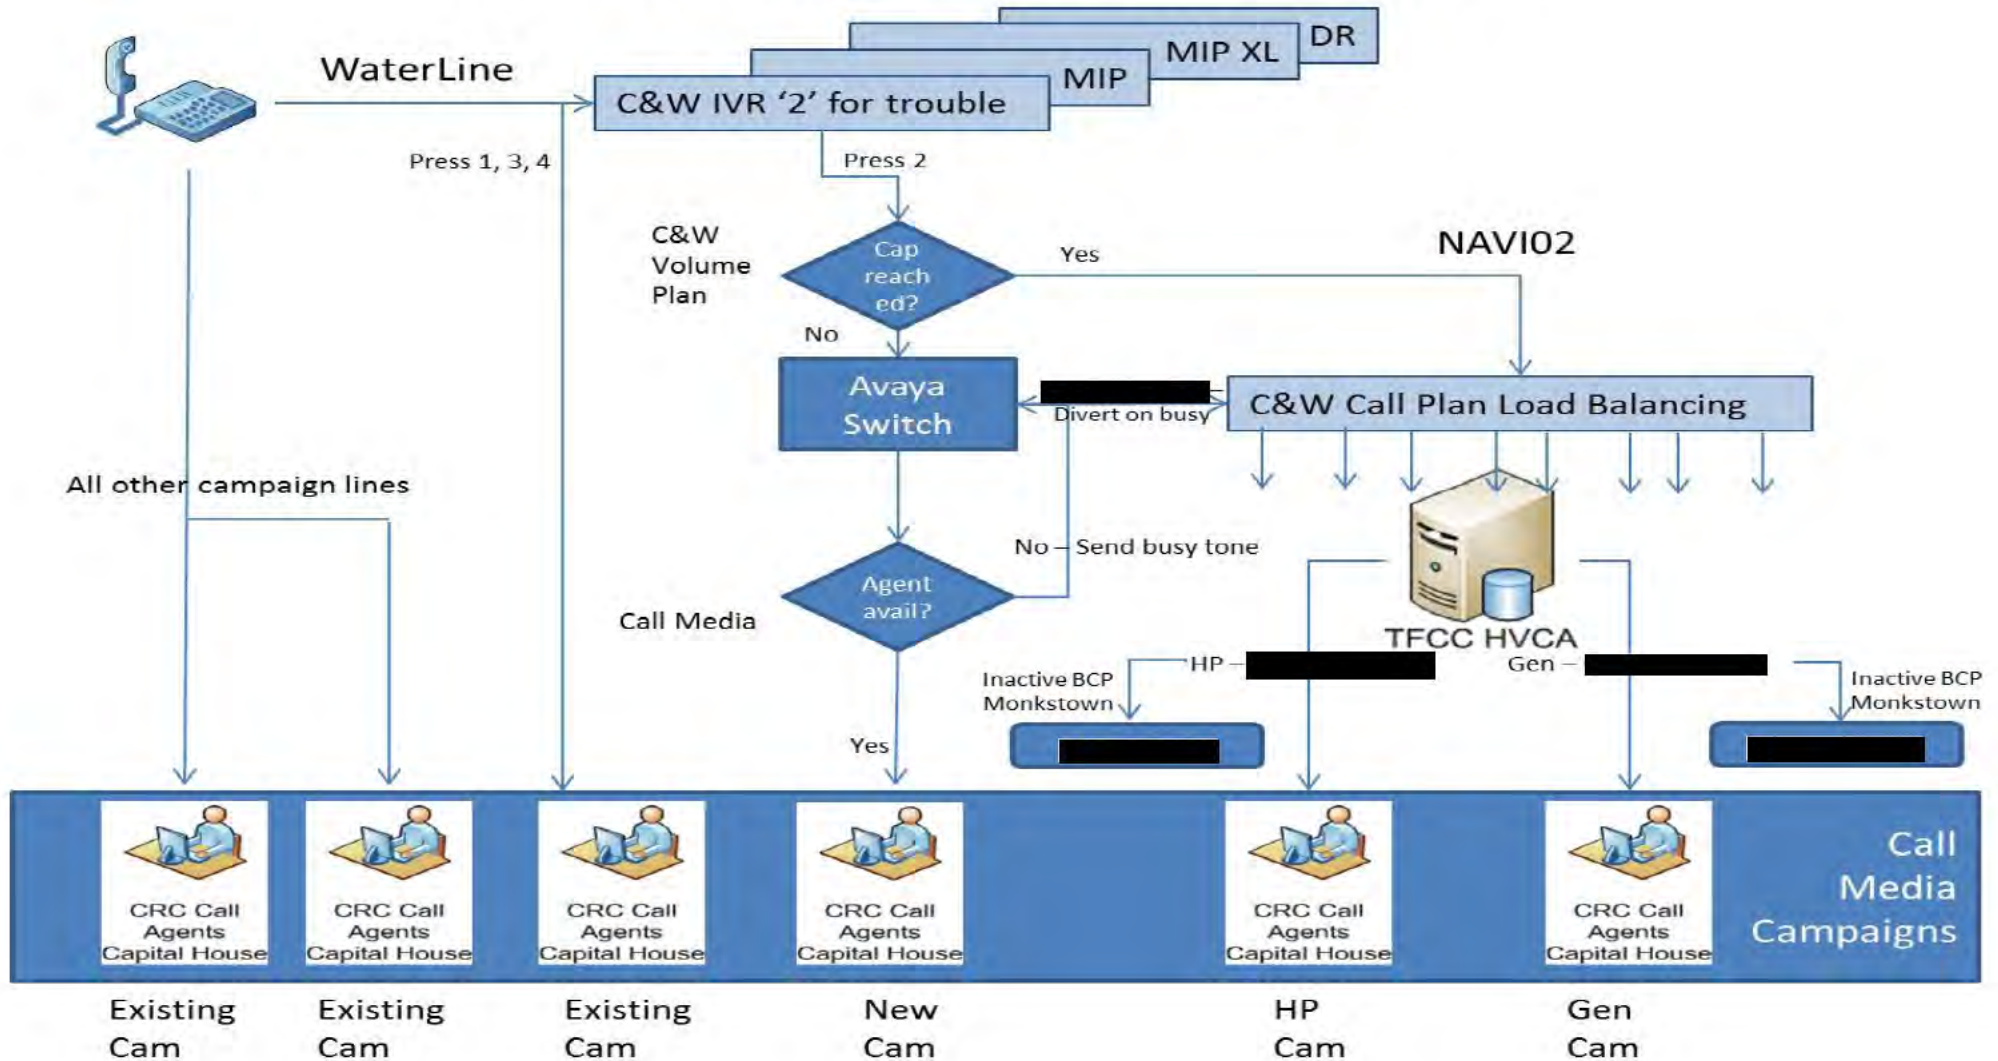 DR
MIP XL
MIP
WaterLine
C&W IVR ‘2’ for trouble
Press 1, 3, 4
Press 2
C&W
Volume
Plan
Cap
reach
ed?
Yes
NAVI02
No
Avaya
Switch
Divert on busy
C&W Call Plan Load Balancing
All other campaign lines
No – Send busy tone
Agent
avail?
Call Media
TFCC HVCA
HP –
Gen –
Inactive BCP
Monkstown
Inactive BCP
Monkstown
Yes
CRC Call
Agents
Capital House
CRC Call
Agents
Capital House
CRC Call
Agents
Capital House
CRC Call
Agents
Capital House
CRC Call
Agents
Capital House
CRC Call
Agents
Capital House
Call
Media
Campaigns
Existing
Cam
Existing
Cam
Existing
Cam
New
Cam
HP
Cam
Gen
Cam